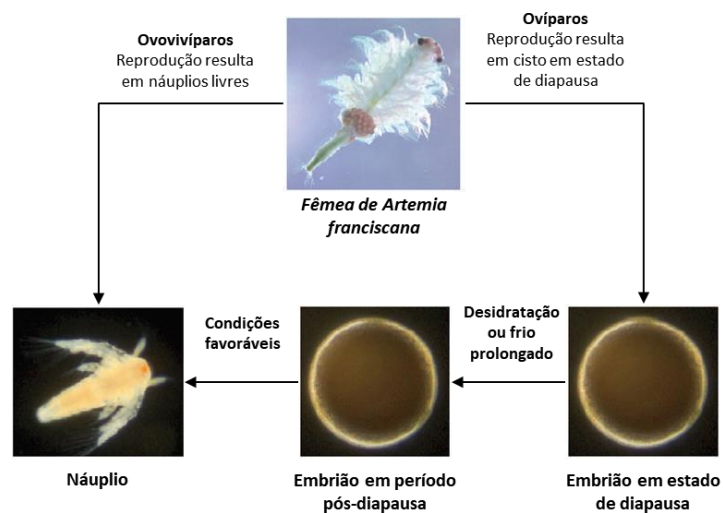 Ovovivíparos
Reprodução resulta
em náuplios livres
Ovíparos
Reprodução resulta
em cisto em estado
de diapausa
Fêmea de Artemia
franciscana
Condições
favoráveis
Desidratação
ou frio
prolongado
Náuplio
Embrião em período
pós-diapausa
Embrião em estado
de diapausa